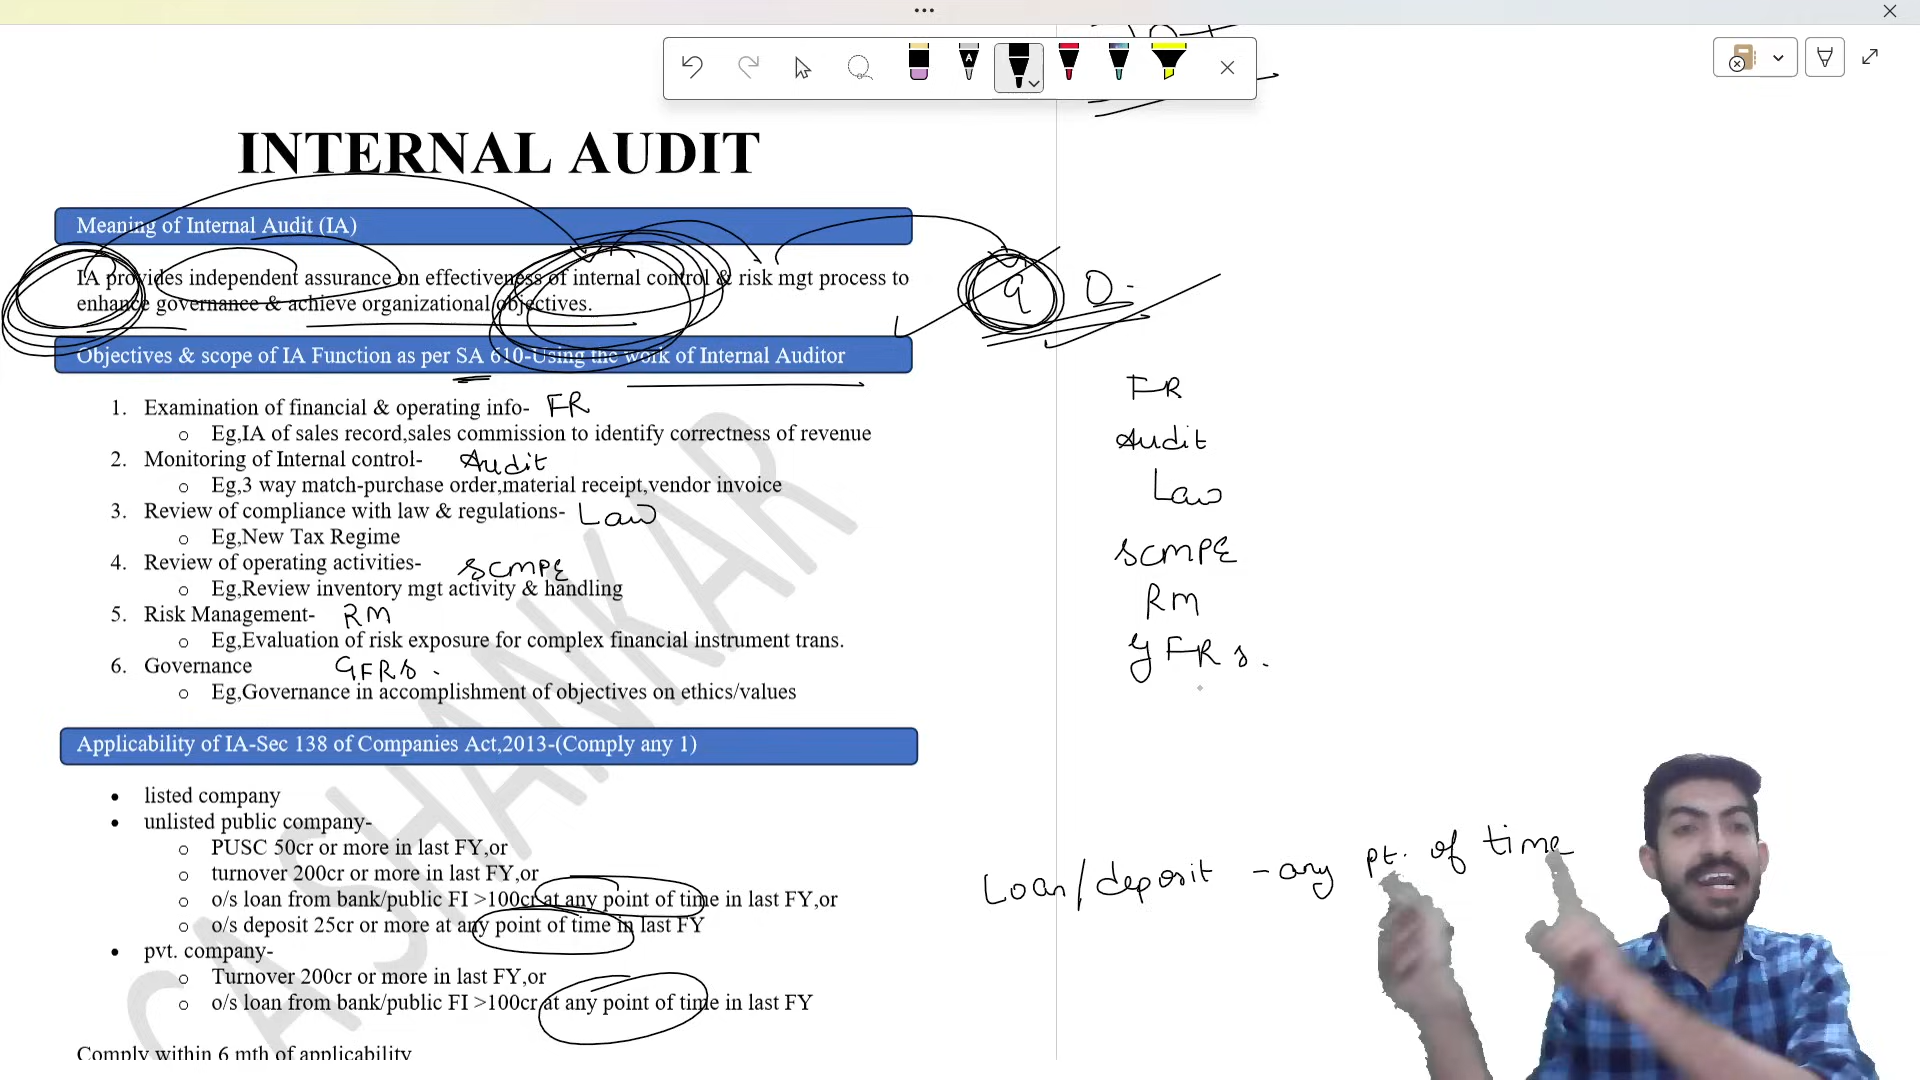 INTERNAL AUDIT
Meaning of Internal Audit (IA)
IA provides independent assurance on effectiveness of internal control & risk mgt process to
enhance governance & achieve organizational objectives.
Objectives & scope of IA Function as per SA 610-Using the work of Internal Auditor
1. Examination of financial & operating info- FR
o Eg,IA of sales record,sales commission to identify correctness of revenue
2. Monitoring of Internal control- Audit
o Eg,3 way match-purchase order,material receipt,vendor invoice
3. Review of compliance with law & regulations- Law
o Eg,New Tax Regime
4. Review of operating activities- SCMPE
o Eg,Review inventory mgt activity & handling
5. Risk Management- RM
o Eg,Evaluation of risk exposure for complex financial instrument trans.
6. Governance GFRS.
o Eg,Governance in accomplishment of objectives on ethics/values
Applicability of IA-Sec 138 of Companies Act,2013-(Comply any 1)
• listed company
• unlisted public company-
o PUSC 50cr or more in last FY,or
o turnover 200cr or more in last FY,or
o o/s loan from bank/public FI >100cr at any point of time in last FY,or
o o/s deposit 25cr or more at any point of time in last FY
• pvt. company-
o Turnover 200cr or more in last FY,or
o o/s loan from bank/public FI >100cr at any point of time in last FY
Comply within 6 mth of applicability
CA SHANKAR
FR
Audit
Law
SCMPE
RM
GFRS.
Loan/deposit - any pt. of time